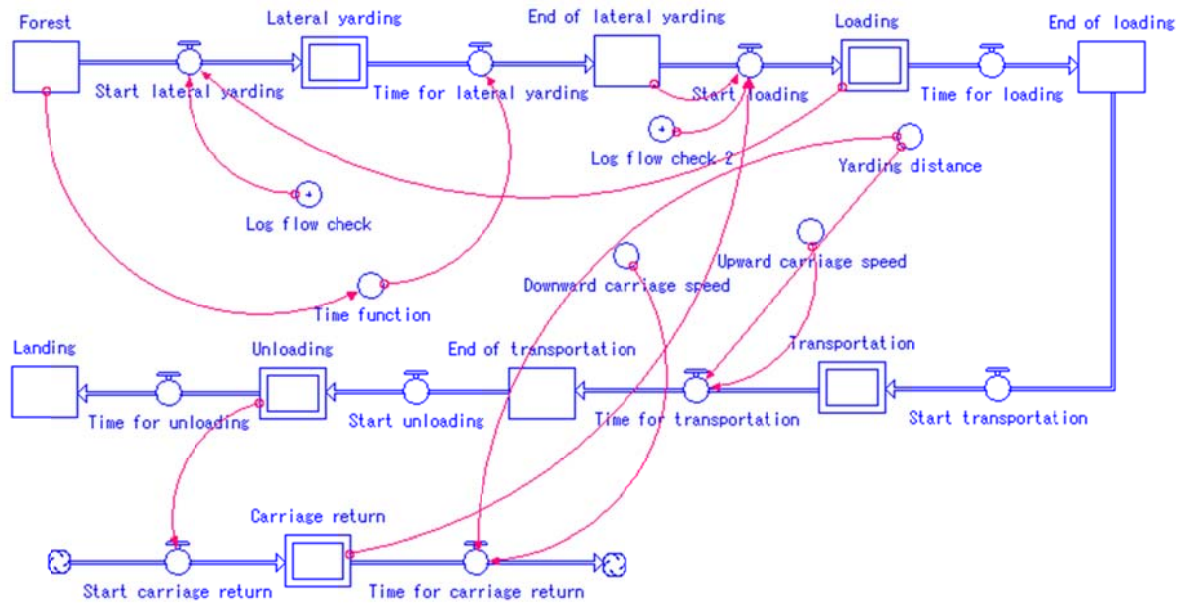 Forest
Lateral yarding
End of lateral yarding
Loading
End of loading
Start lateral yarding
Time for lateral yarding
Start loading
Time for loading
Log flow check 2
Yarding distance
Log flow check
Upward carriage speed
Downward carriage speed
Time function
Landing
Unloading
End of transportation
Transportation
Time for unloading
Start unloading
Time for transportation
Start transportation
Carriage return
Start carriage return
Time for carriage return